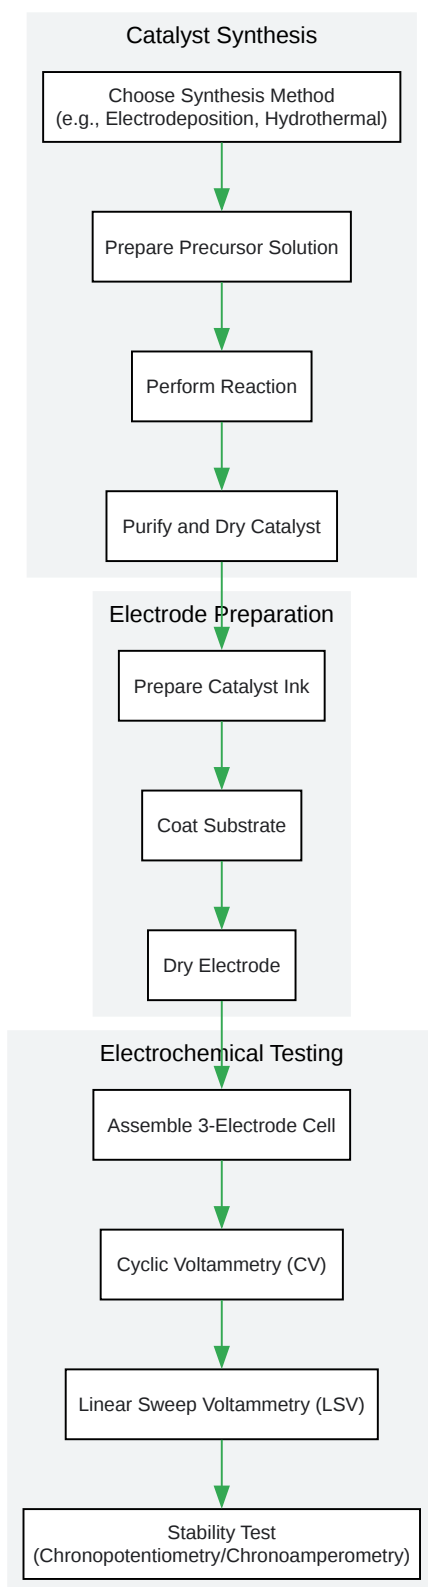 Catalyst Synthesis
Choose Synthesis Method
(e.g., Electrodeposition, Hydrothermal)
Prepare Precursor Solution
Perform Reaction
Purify and Dry Catalyst
Electrode Preparation
Prepare Catalyst Ink
Coat Substrate
Dry Electrode
Electrochemical Testing
Assemble 3-Electrode Cell
Cyclic Voltammetry (CV)
Linear Sweep Voltammetry (LSV)
Stability Test
(Chronopotentiometry/Chronoamperometry)